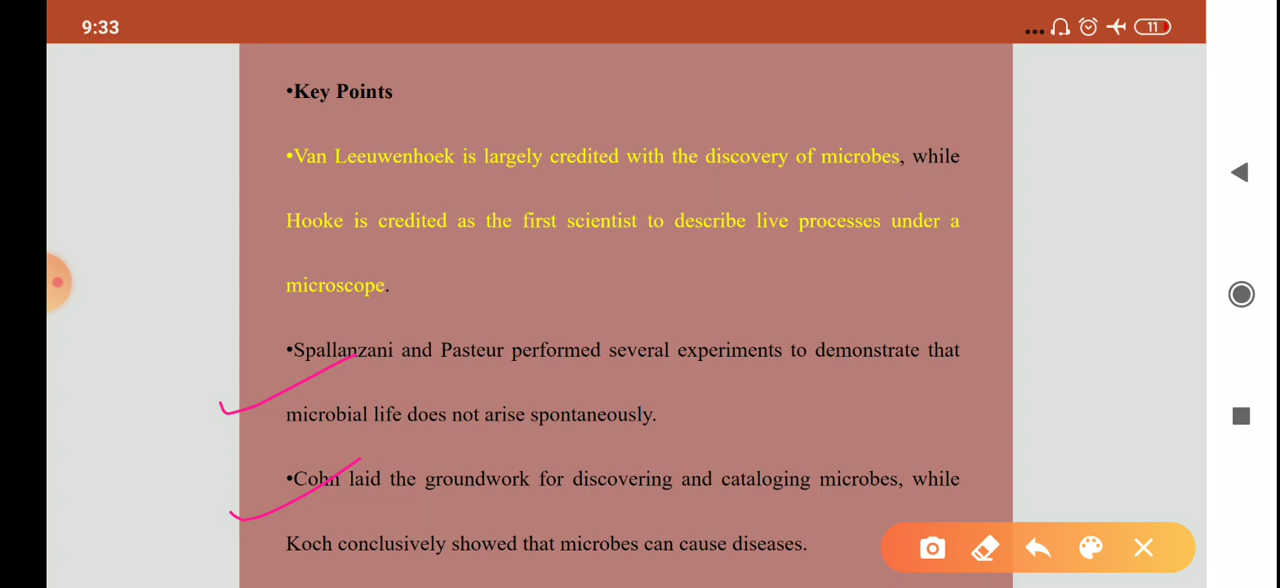 9:33
11
•Key Points
•Van Leeuwenhoek is largely credited with the discovery of microbes, while
Hooke is credited as the first scientist to describe live processes under a
microscope.
•Spallanzani and Pasteur performed several experiments to demonstrate that
microbial life does not arise spontaneously.
•Cohn laid the groundwork for discovering and cataloging microbes, while
Koch conclusively showed that microbes can cause diseases.